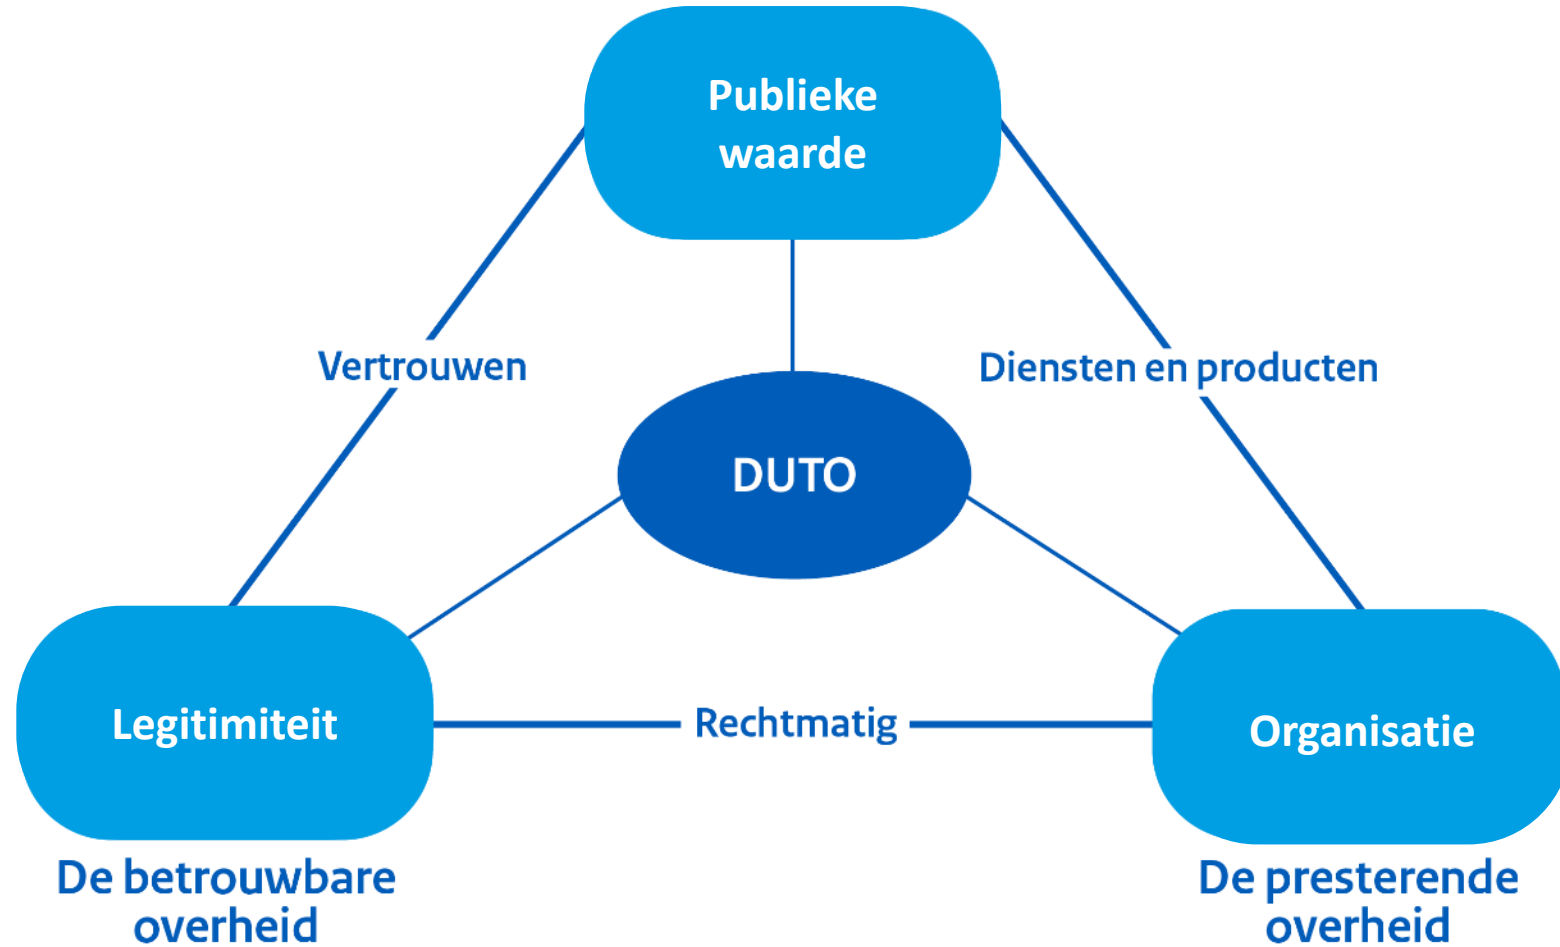 Publieke
waarde
Vertrouwen
Diensten en producten
DUTO
Legitimiteit
Rechtmatig
Organisatie
De betrouwbare
overheid
De presterende
overheid